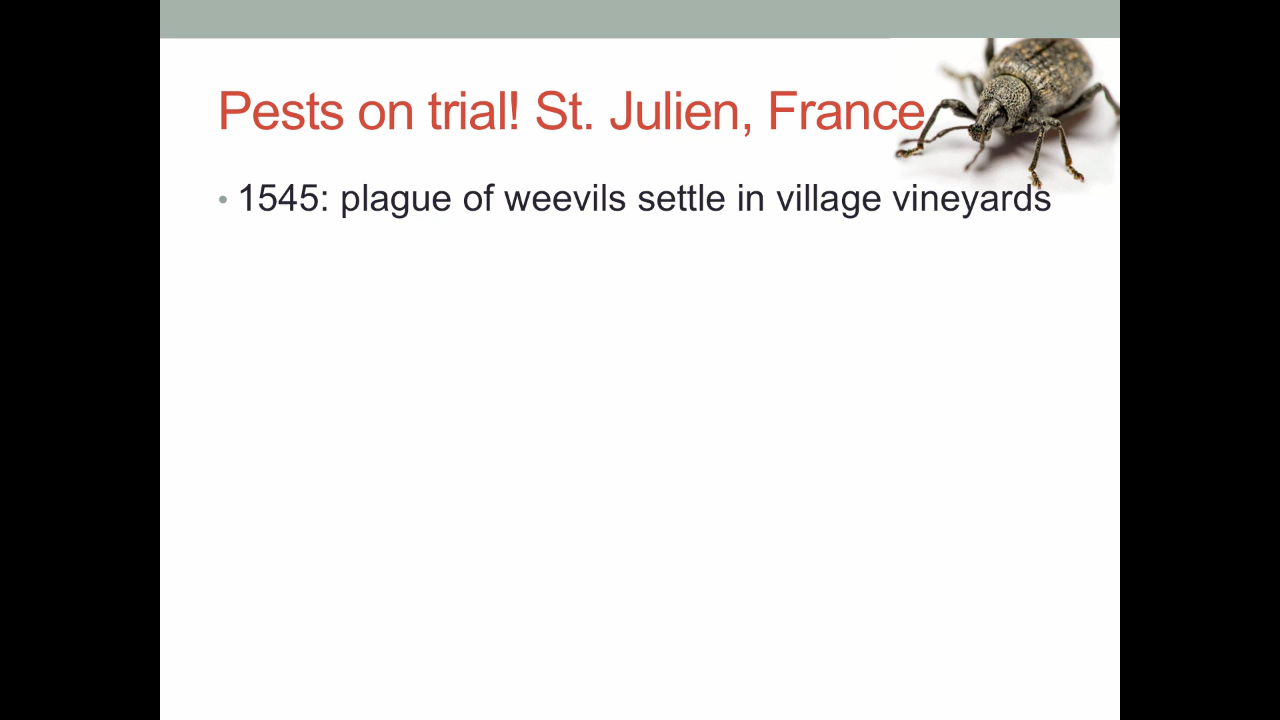 Pests on trial! St. Julien, France
• 1545: plague of weevils settle in village vineyards